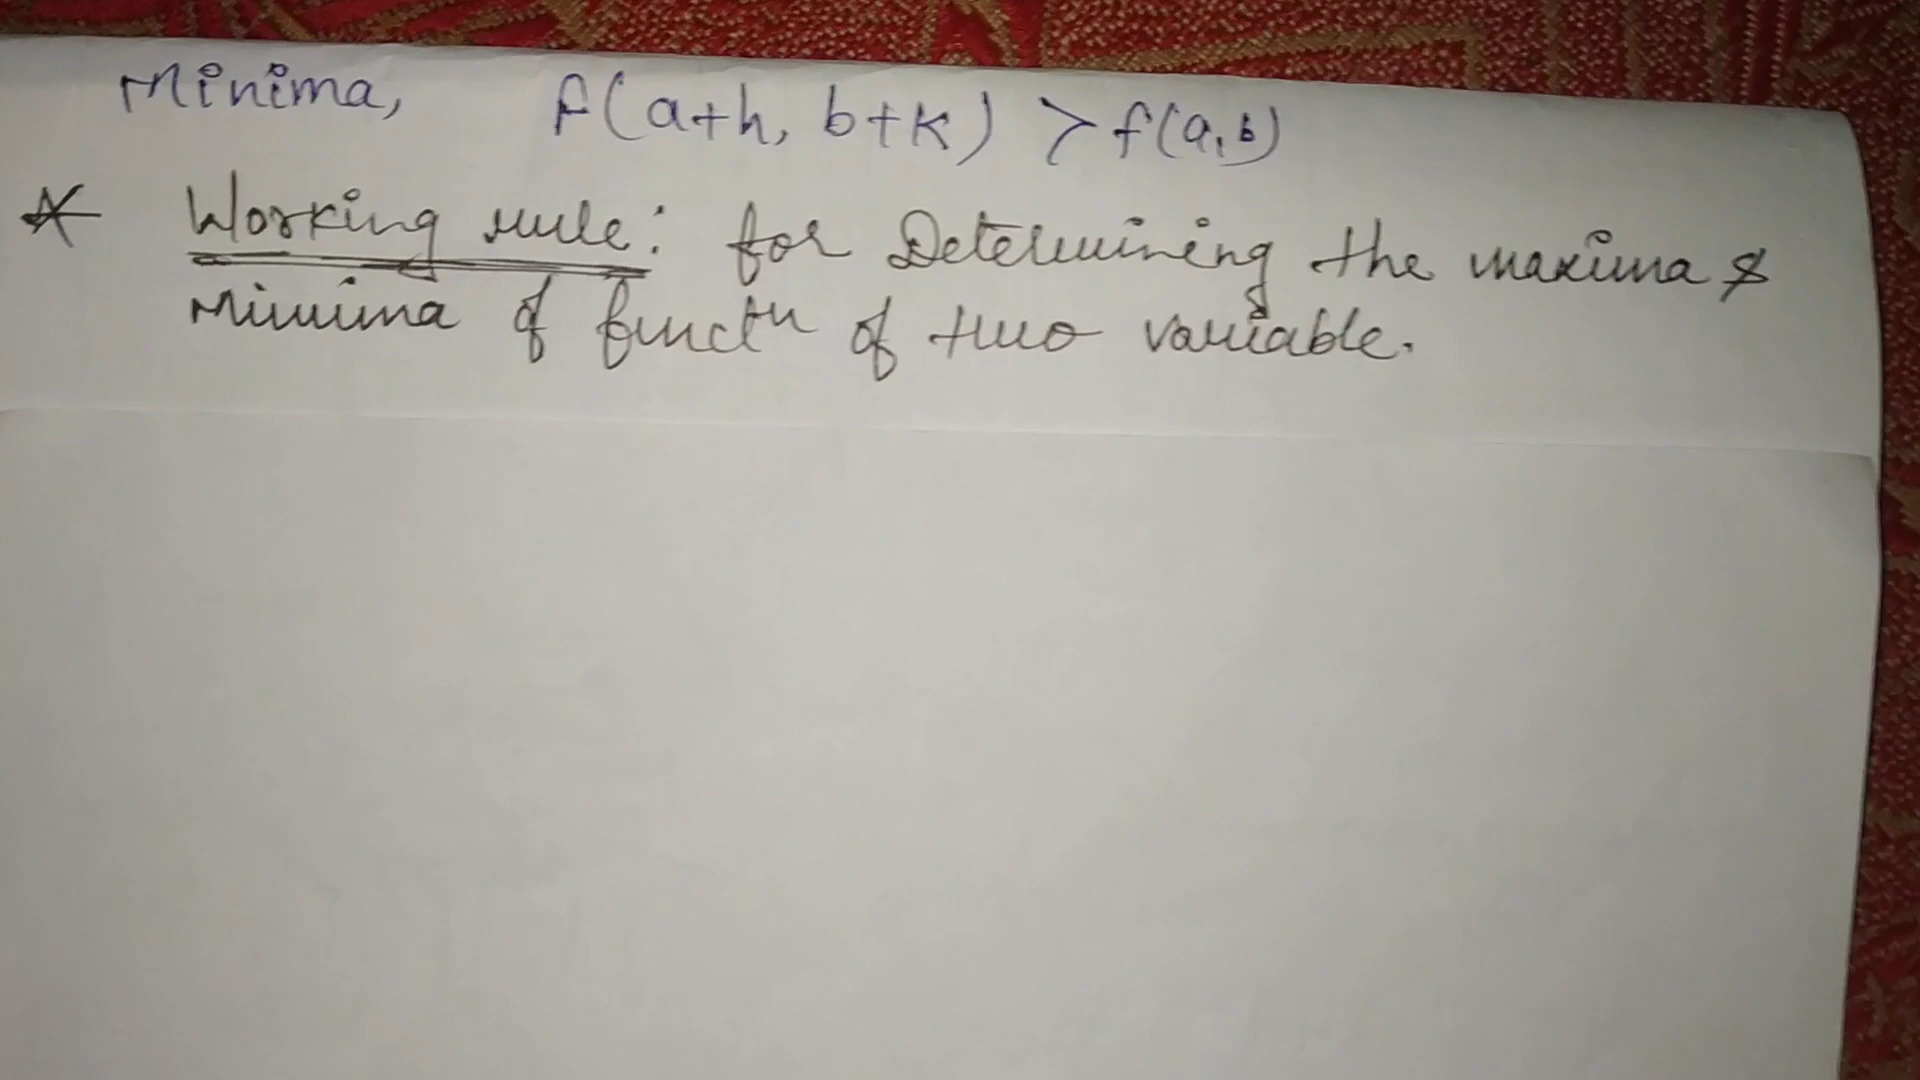 Minima, f(a+h, b+k) > f(a,b)
* Working rule: for Determining the maxima &
Minima of functn of two variable.